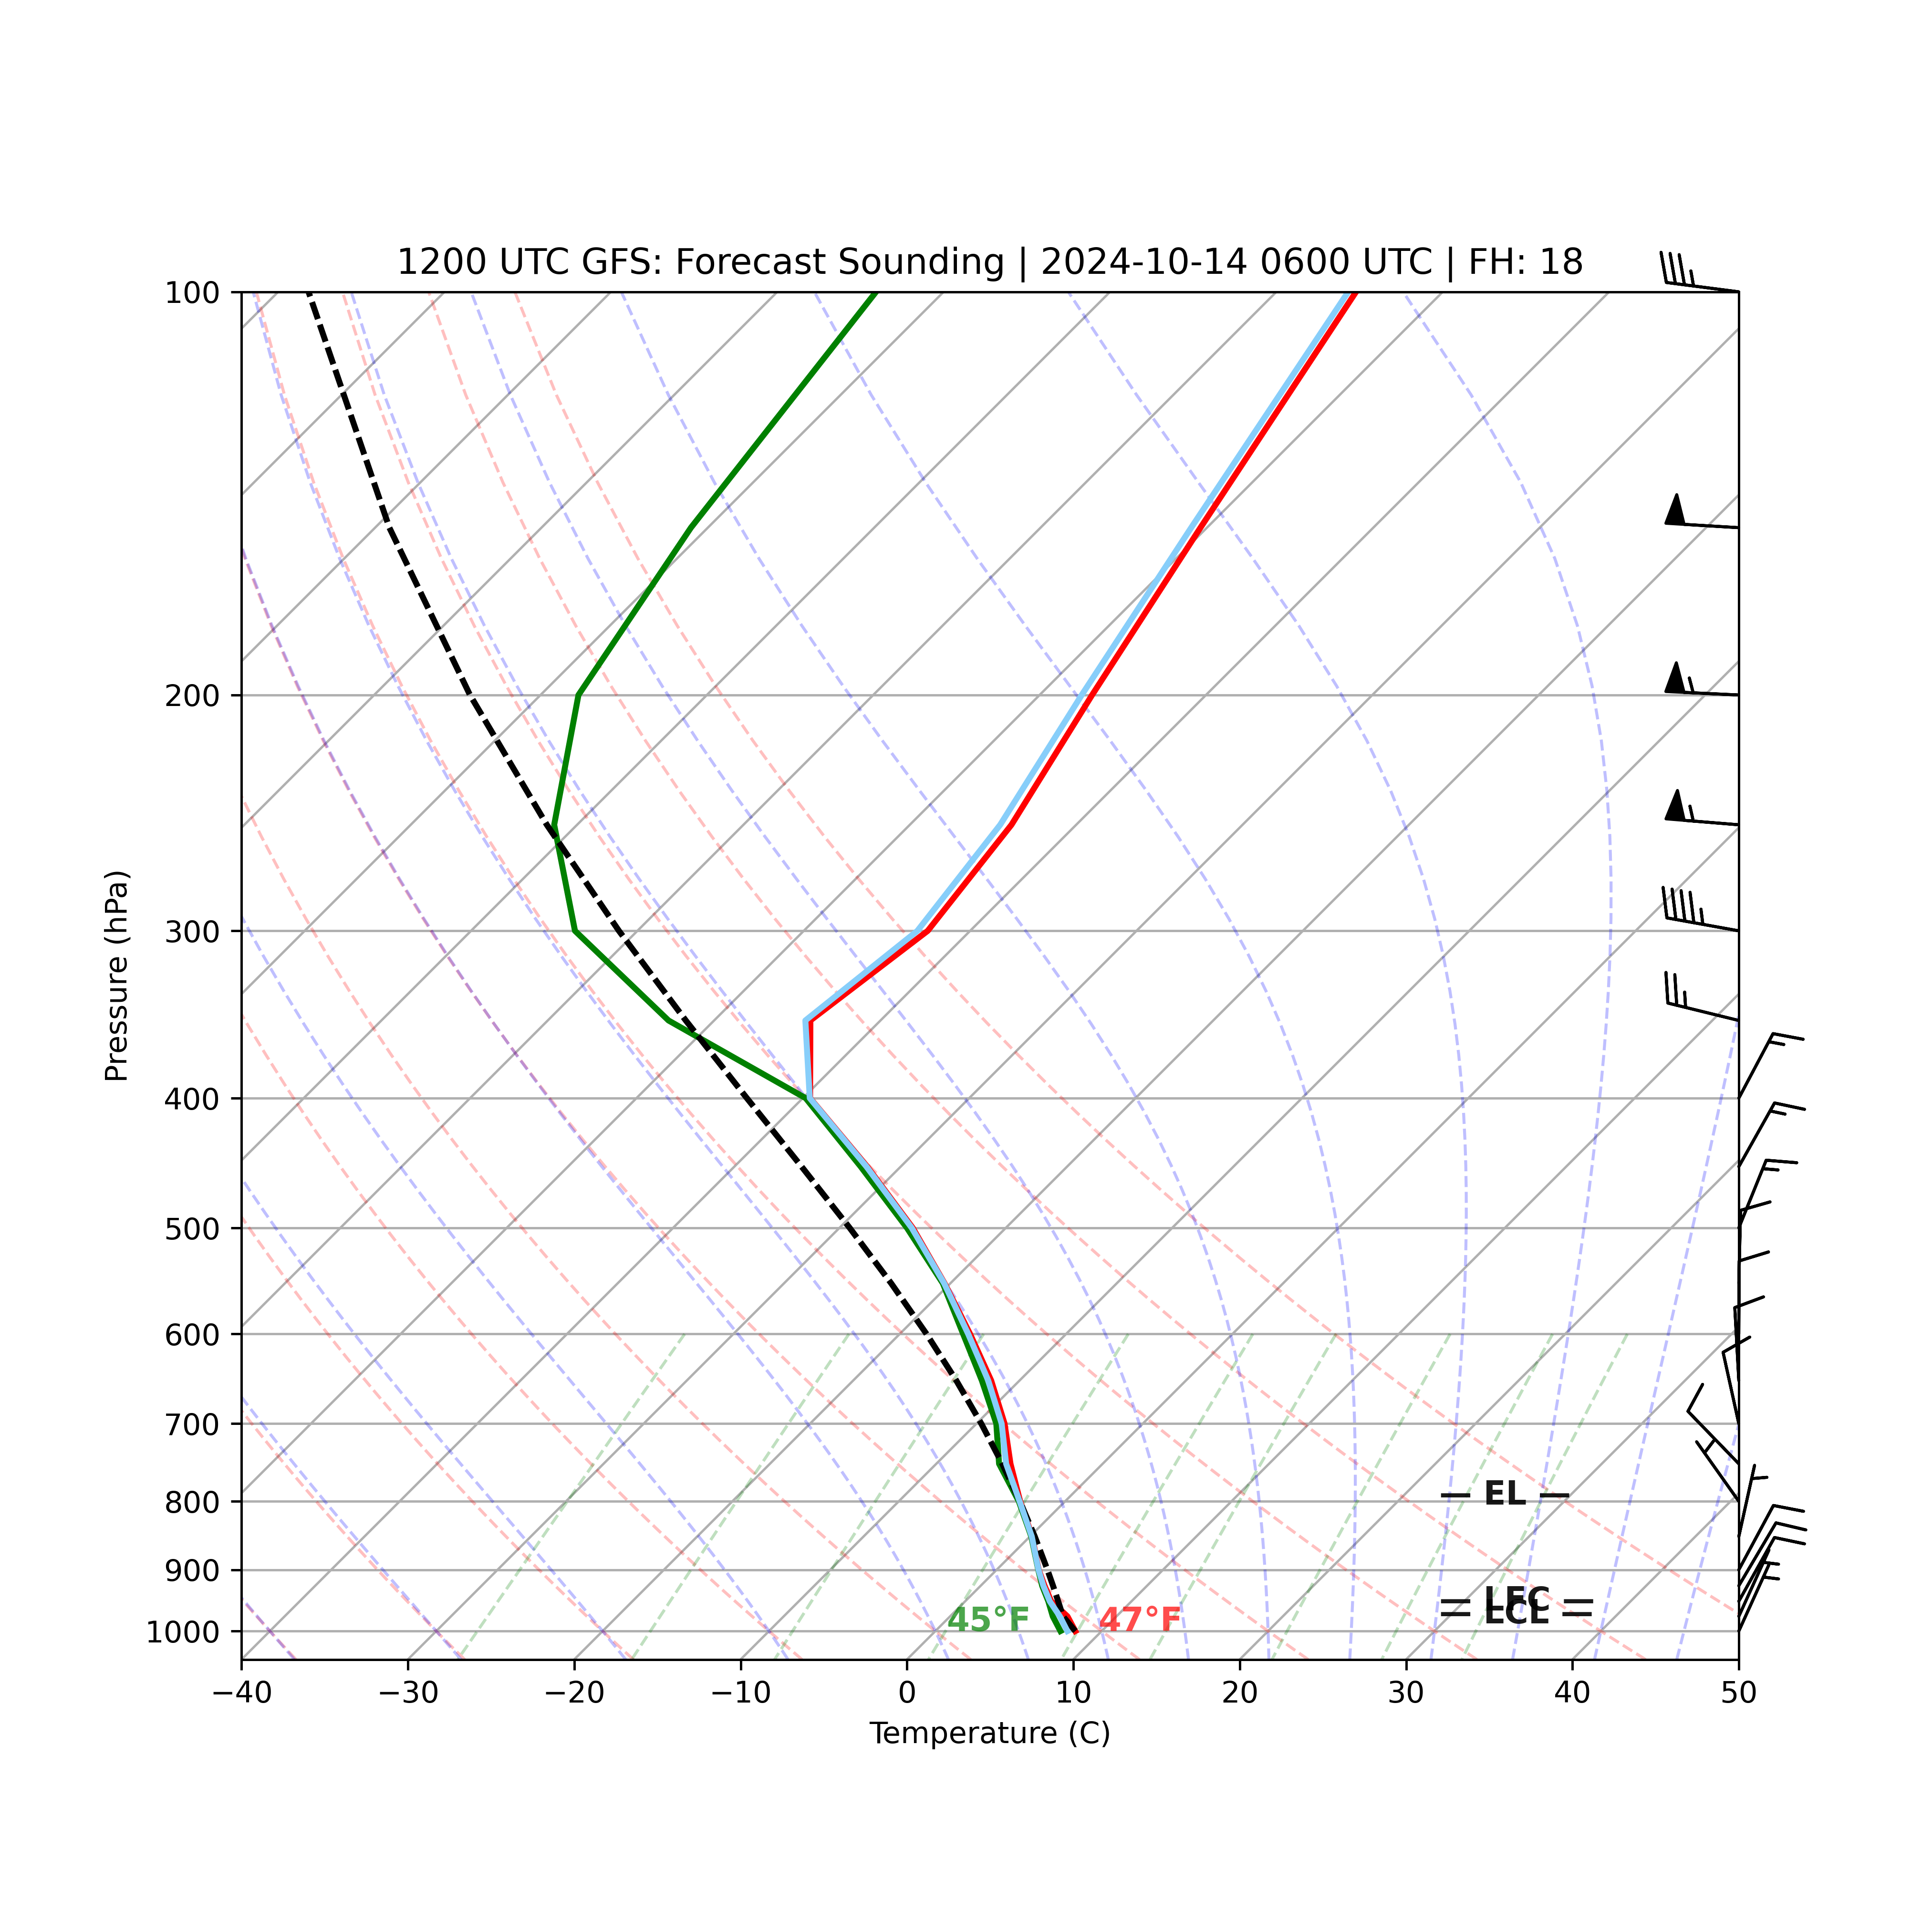 1200 UTC GFS: Forecast Sounding | 2024-10-14 0600 UTC | FH: 18
100
200
300
400
500
600
700
800
900
1000
Pressure (hPa)
— EL —
— LFC —
— LCL —
45°F
47°F
−40 −30 −20 −10 0 10 20 30 40 50
Temperature (C)